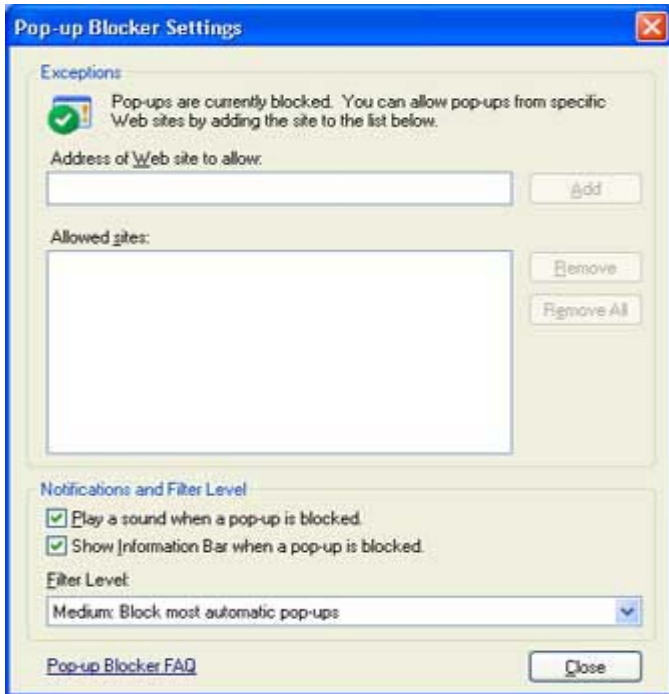 Pop-up Blocker Settings
Exceptions
Pop-ups are currently blocked. You can allow pop-ups from specific
Web sites by adding the site to the list below.
Address of Web site to allow:
Add
Allowed sites:
Remove
Remove All
Notifications and Filter Level
Play a sound when a pop-up is blocked.
Show Information Bar when a pop-up is blocked.
Filter Level:
Medium: Block most automatic pop-ups
Pop-up Blocker FAQ
Close